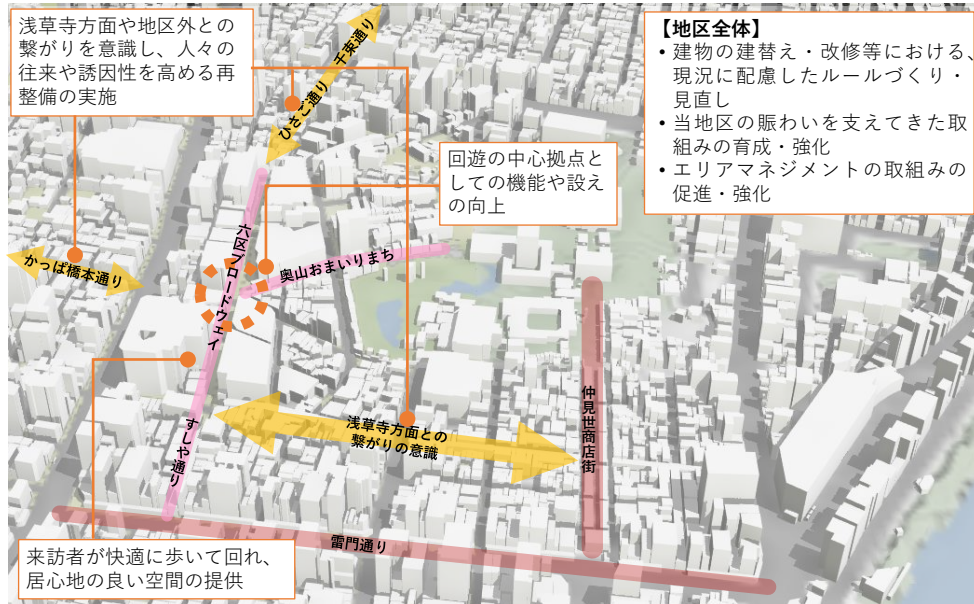 浅草寺方面や地区外との
繋がりを意識し、人々の
往来や誘因性を高める再
整備の実施
【地区全体】
• 建物の建替え・改修等における、
現況に配慮したルールづくり・
見直し
• 当地区の賑わいを支えてきた取
組みの育成・強化
• エリアマネジメントの取組みの
促進・強化
千束通り
ひさご通り
回遊の中心拠点と
しての機能や設え
の向上
六区ブロードウェイ
奥山おまいりまち
かっぱ橋本通り
すしや通り
浅草寺方面との
繋がりの意識
仲見世商店街
雷門通り
来訪者が快適に歩いて回れ、
居心地の良い空間の提供